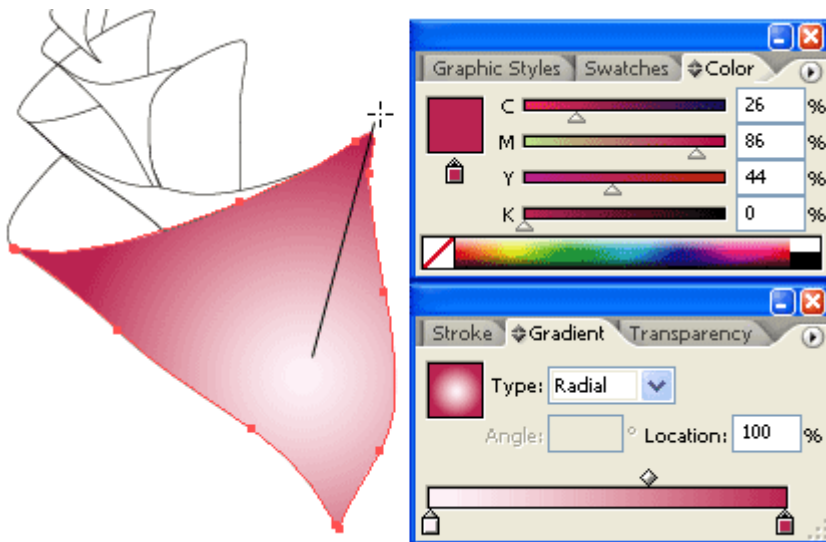 Graphic Styles Swatches Color
C 26 %
M 86 %
Y 44 %
K 0 %
Stroke Gradient Transparency
Type: Radial
Angle: ° Location: 100 %